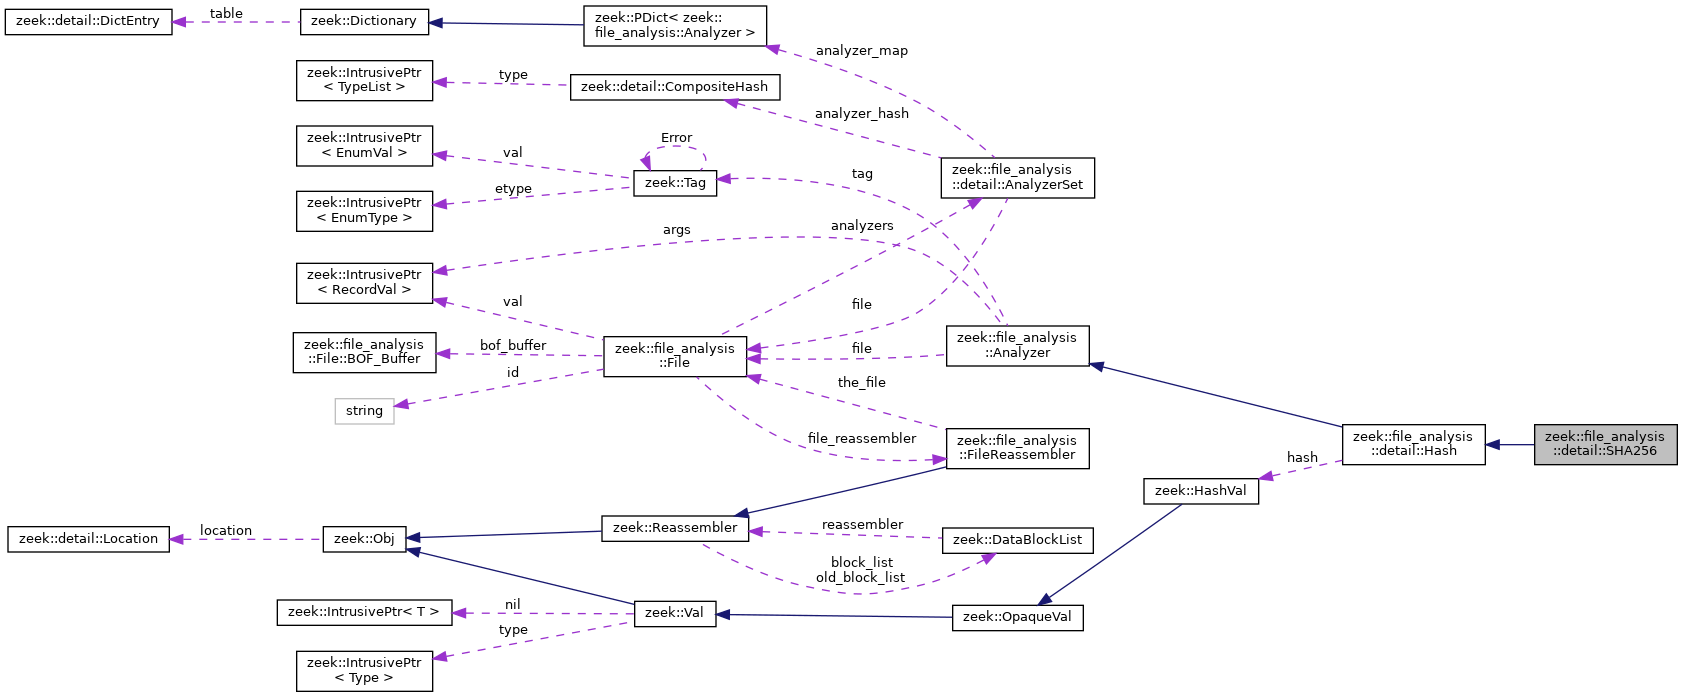 zeek::detail::DictEntry
table
zeek::Dictionary
zeek::PDict< zeek::
file_analysis::Analyzer >
analyzer_map
zeek::IntrusivePtr
< TypeList >
type
zeek::detail::CompositeHash
analyzer_hash
zeek::IntrusivePtr
< EnumVal >
val
Error
zeek::Tag
tag
zeek::file_analysis
::detail::AnalyzerSet
zeek::IntrusivePtr
< EnumType >
etype
args
analyzers
zeek::IntrusivePtr
< RecordVal >
val
file
zeek::file_analysis
::File::BOF_Buffer
bof_buffer
zeek::file_analysis
::File
file
zeek::file_analysis
::Analyzer
id
string
the_file
file_reassembler
zeek::file_analysis
::FileReassembler
zeek::file_analysis
::detail::Hash
zeek::file_analysis
::detail::SHA256
hash
zeek::HashVal
zeek::detail::Location
location
zeek::Obj
zeek::Reassembler
reassembler
zeek::DataBlockList
block_list
old_block_list
zeek::IntrusivePtr< T >
nil
zeek::Val
zeek::OpaqueVal
type
zeek::IntrusivePtr
< Type >